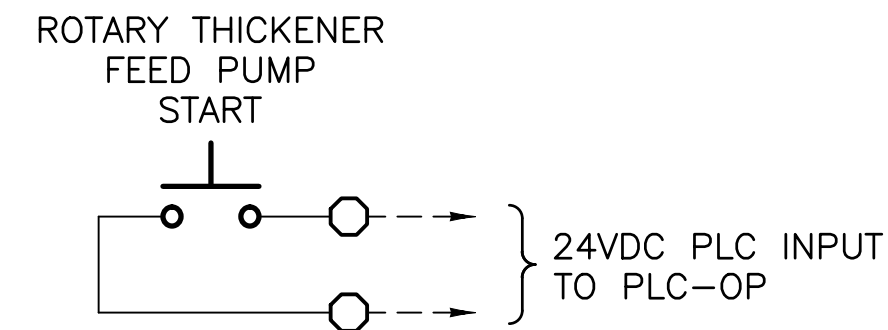 ROTARY THICKENER
FEED PUMP
START
24VDC PLC INPUT
TO PLC-OP